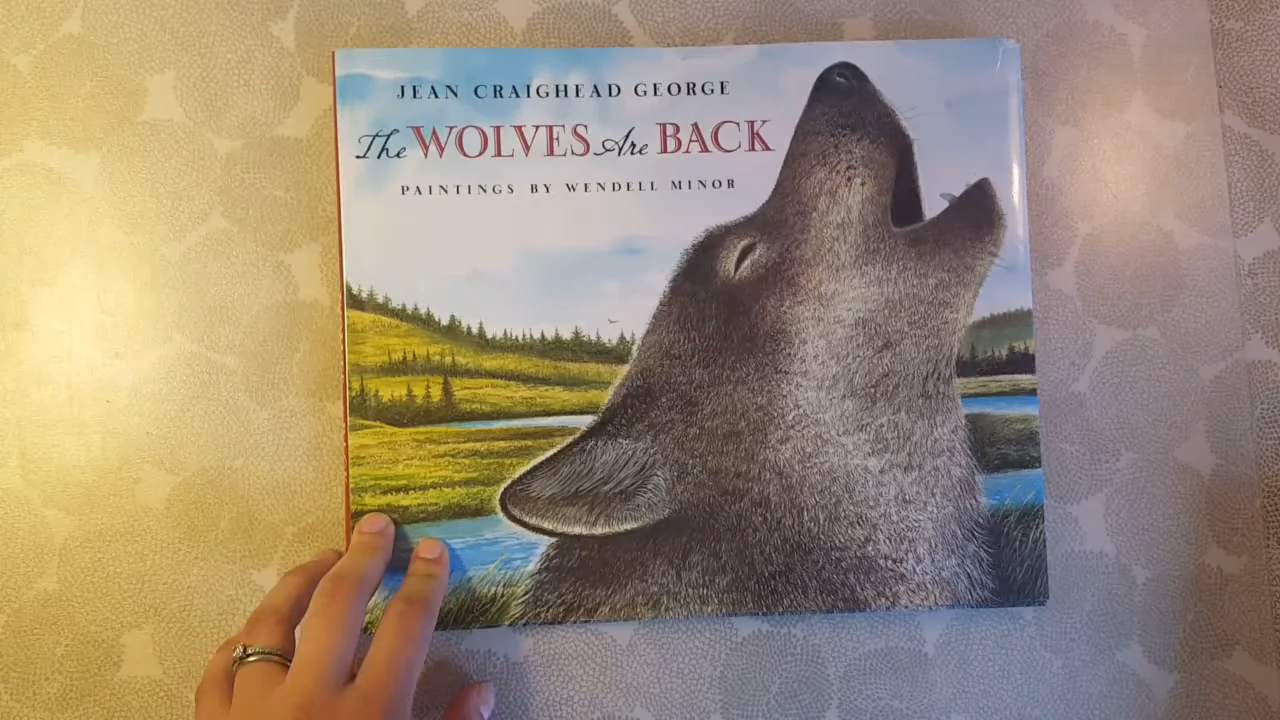 JEAN CRAIGHEAD GEORGE
The WOLVES Are BACK
PAINTINGS BY WENDELL MINOR